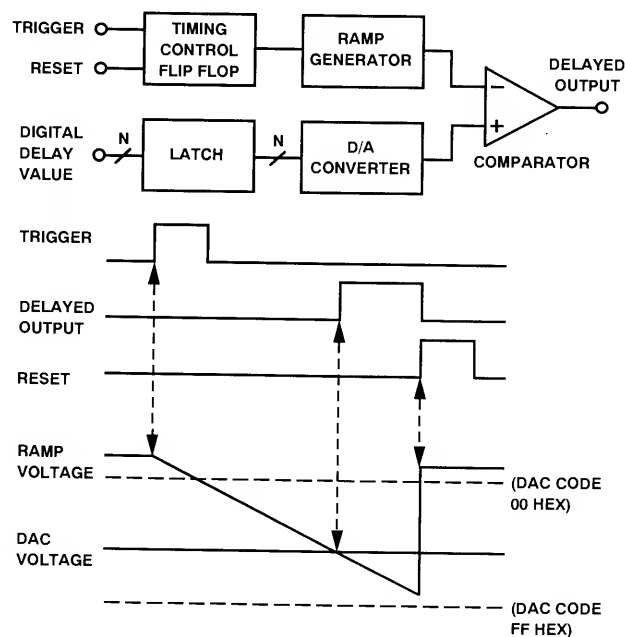 TRIGGER
RESET
TIMING
CONTROL
FLIP FLOP
RAMP
GENERATOR
DELAYED
OUTPUT
−
+
COMPARATOR
DIGITAL
DELAY
VALUE
N
LATCH
N
D/A
CONVERTER
TRIGGER
DELAYED
OUTPUT
RESET
RAMP
VOLTAGE
(DAC CODE
00 HEX)
DAC
VOLTAGE
(DAC CODE
FF HEX)